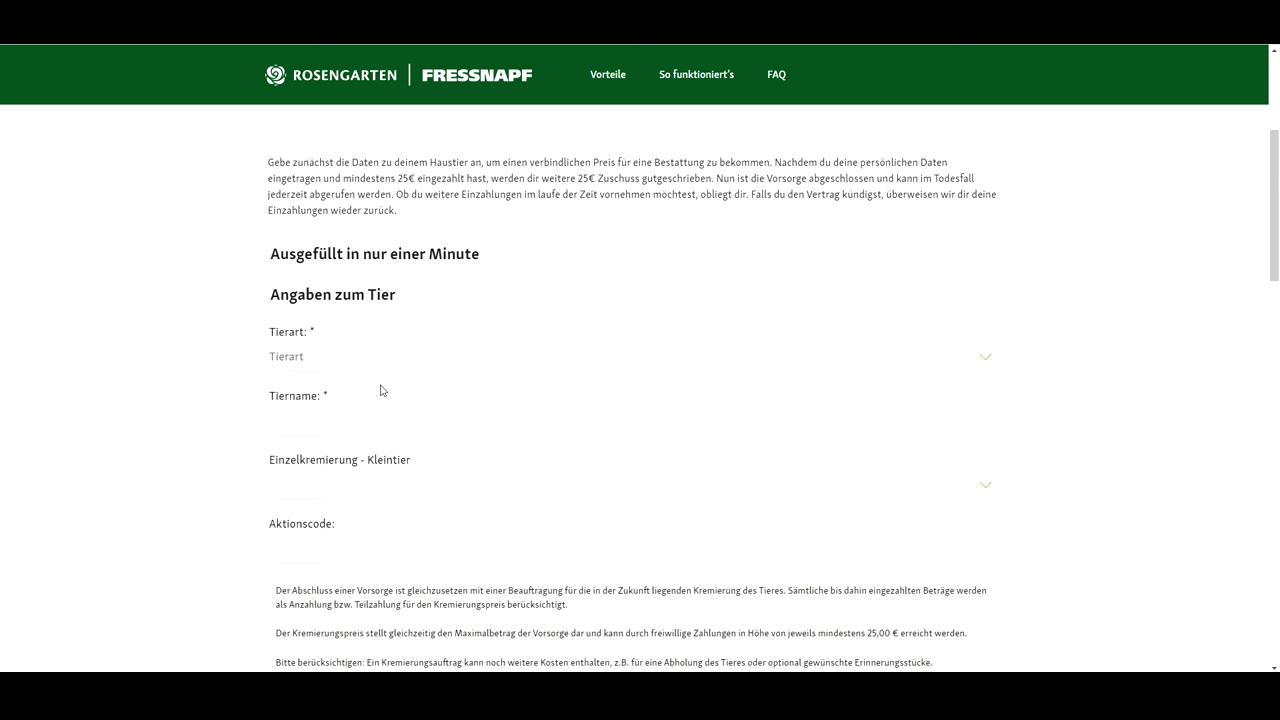 ROSENGARTEN | FRESSNAPF Vorteile So funktioniert's FAQ
Gebe zunächst die Daten zu deinem Haustier an, um einen verbindlichen Preis für eine Bestattung zu bekommen. Nachdem du deine persönlichen Daten
eingetragen und mindestens 25€ eingezahlt hast, werden dir weitere 25€ Zuschuss gutgeschrieben. Nun ist die Vorsorge abgeschlossen und kann im Todesfall
jederzeit abgerufen werden. Ob du weitere Einzahlungen im laufe der Zeit vornehmen möchtest, obliegt dir. Falls du den Vertrag kündigst, überweisen wir dir deine
Einzahlungen wieder zurück.
Ausgefüllt in nur einer Minute
Angaben zum Tier
Tierart: *
Tierart
Tiername: *
Einzelkremierung - Kleintier
Aktionscode:
Der Abschluss einer Vorsorge ist gleichzusetzen mit einer Beauftragung für die in der Zukunft liegenden Kremierung des Tieres. Sämtliche bis dahin eingezahlten Beträge werden
als Anzahlung bzw. Teilzahlung für den Kremierungspreis berücksichtigt.
Der Kremierungspreis stellt gleichzeitig den Maximalbetrag der Vorsorge dar und kann durch freiwillige Zahlungen in Höhe von jeweils mindestens 25,00 € erreicht werden.
Bitte berücksichtigen: Ein Kremierungsauftrag kann noch weitere Kosten enthalten, z.B. für eine Abholung des Tieres oder optional gewünschte Erinnerungsstücke.